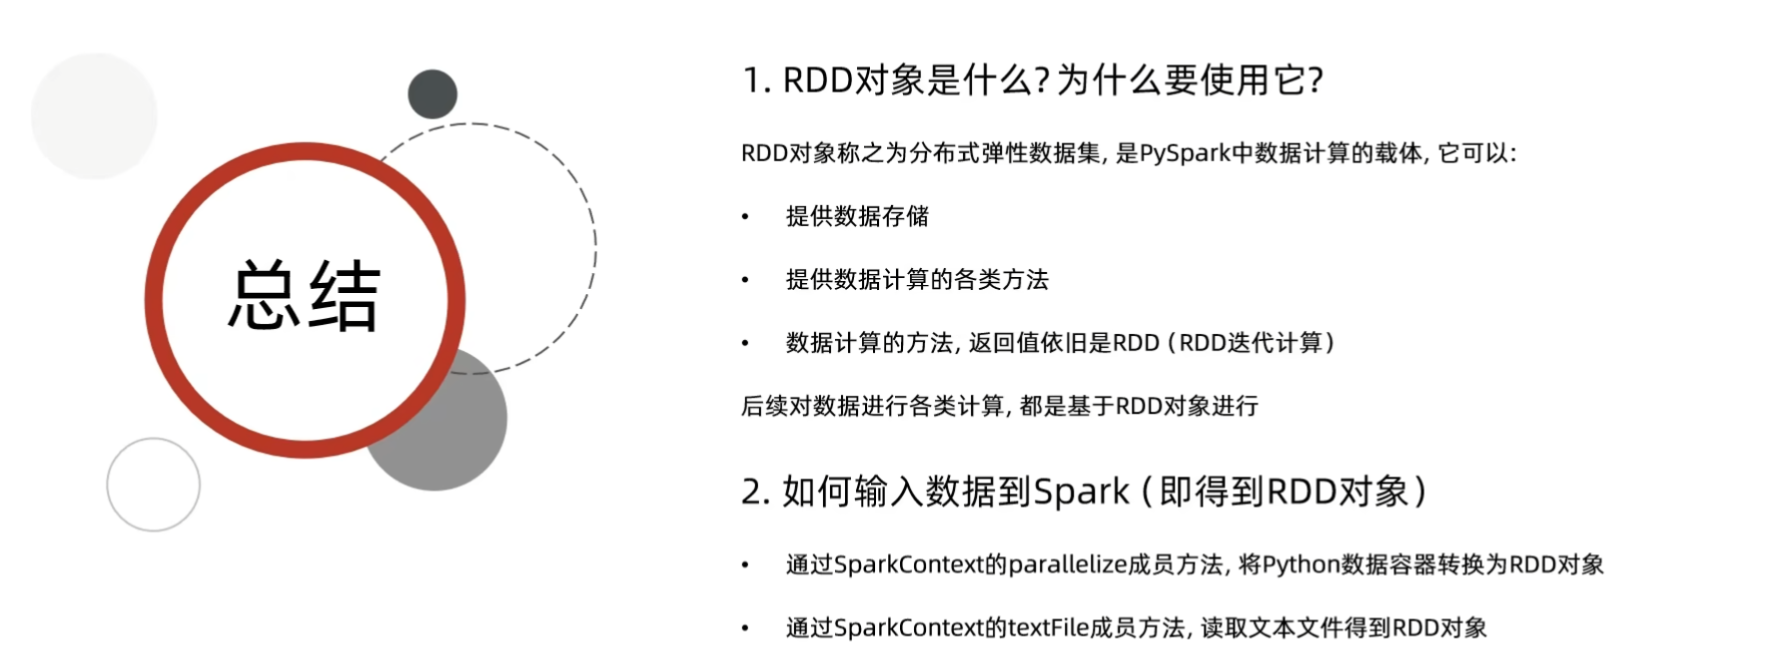 总结
1. RDD对象是什么?为什么要使用它?
RDD对象称之为分布式弹性数据集, 是PySpark中数据计算的载体, 它可以:
• 提供数据存储
• 提供数据计算的各类方法
• 数据计算的方法, 返回值依旧是RDD (RDD迭代计算)
后续对数据进行各类计算, 都是基于RDD对象进行
2. 如何输入数据到Spark (即得到RDD对象)
• 通过SparkContext的parallelize成员方法, 将Python数据容器转换为RDD对象
• 通过SparkContext的textFile成员方法, 读取文本文件得到RDD对象